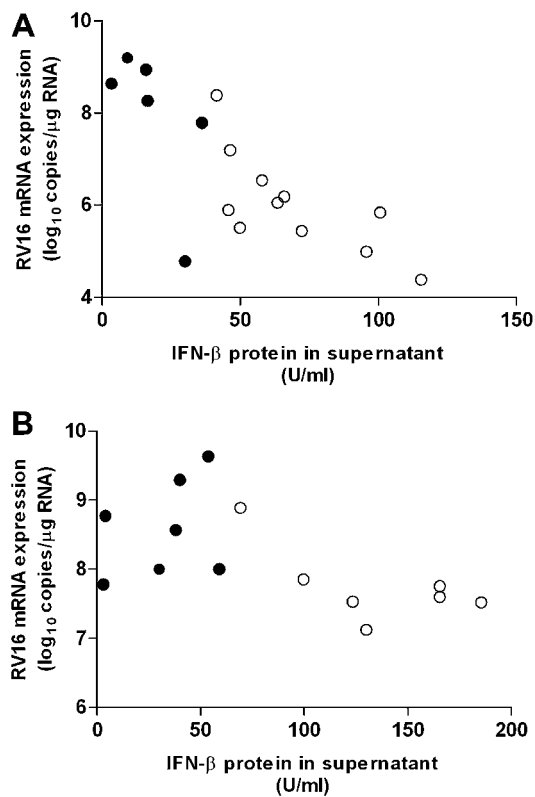 A
10
8
6
4
RV16 mRNA expression
(log10 copies/μg RNA)
0 50 100 150
IFN-β protein in supernatant
(U/ml)
B
10
9
8
7
6
RV16 mRNA expression
(log10 copies/μg RNA)
0 50 100 150 200
IFN-β protein in supernatant
(U/ml)